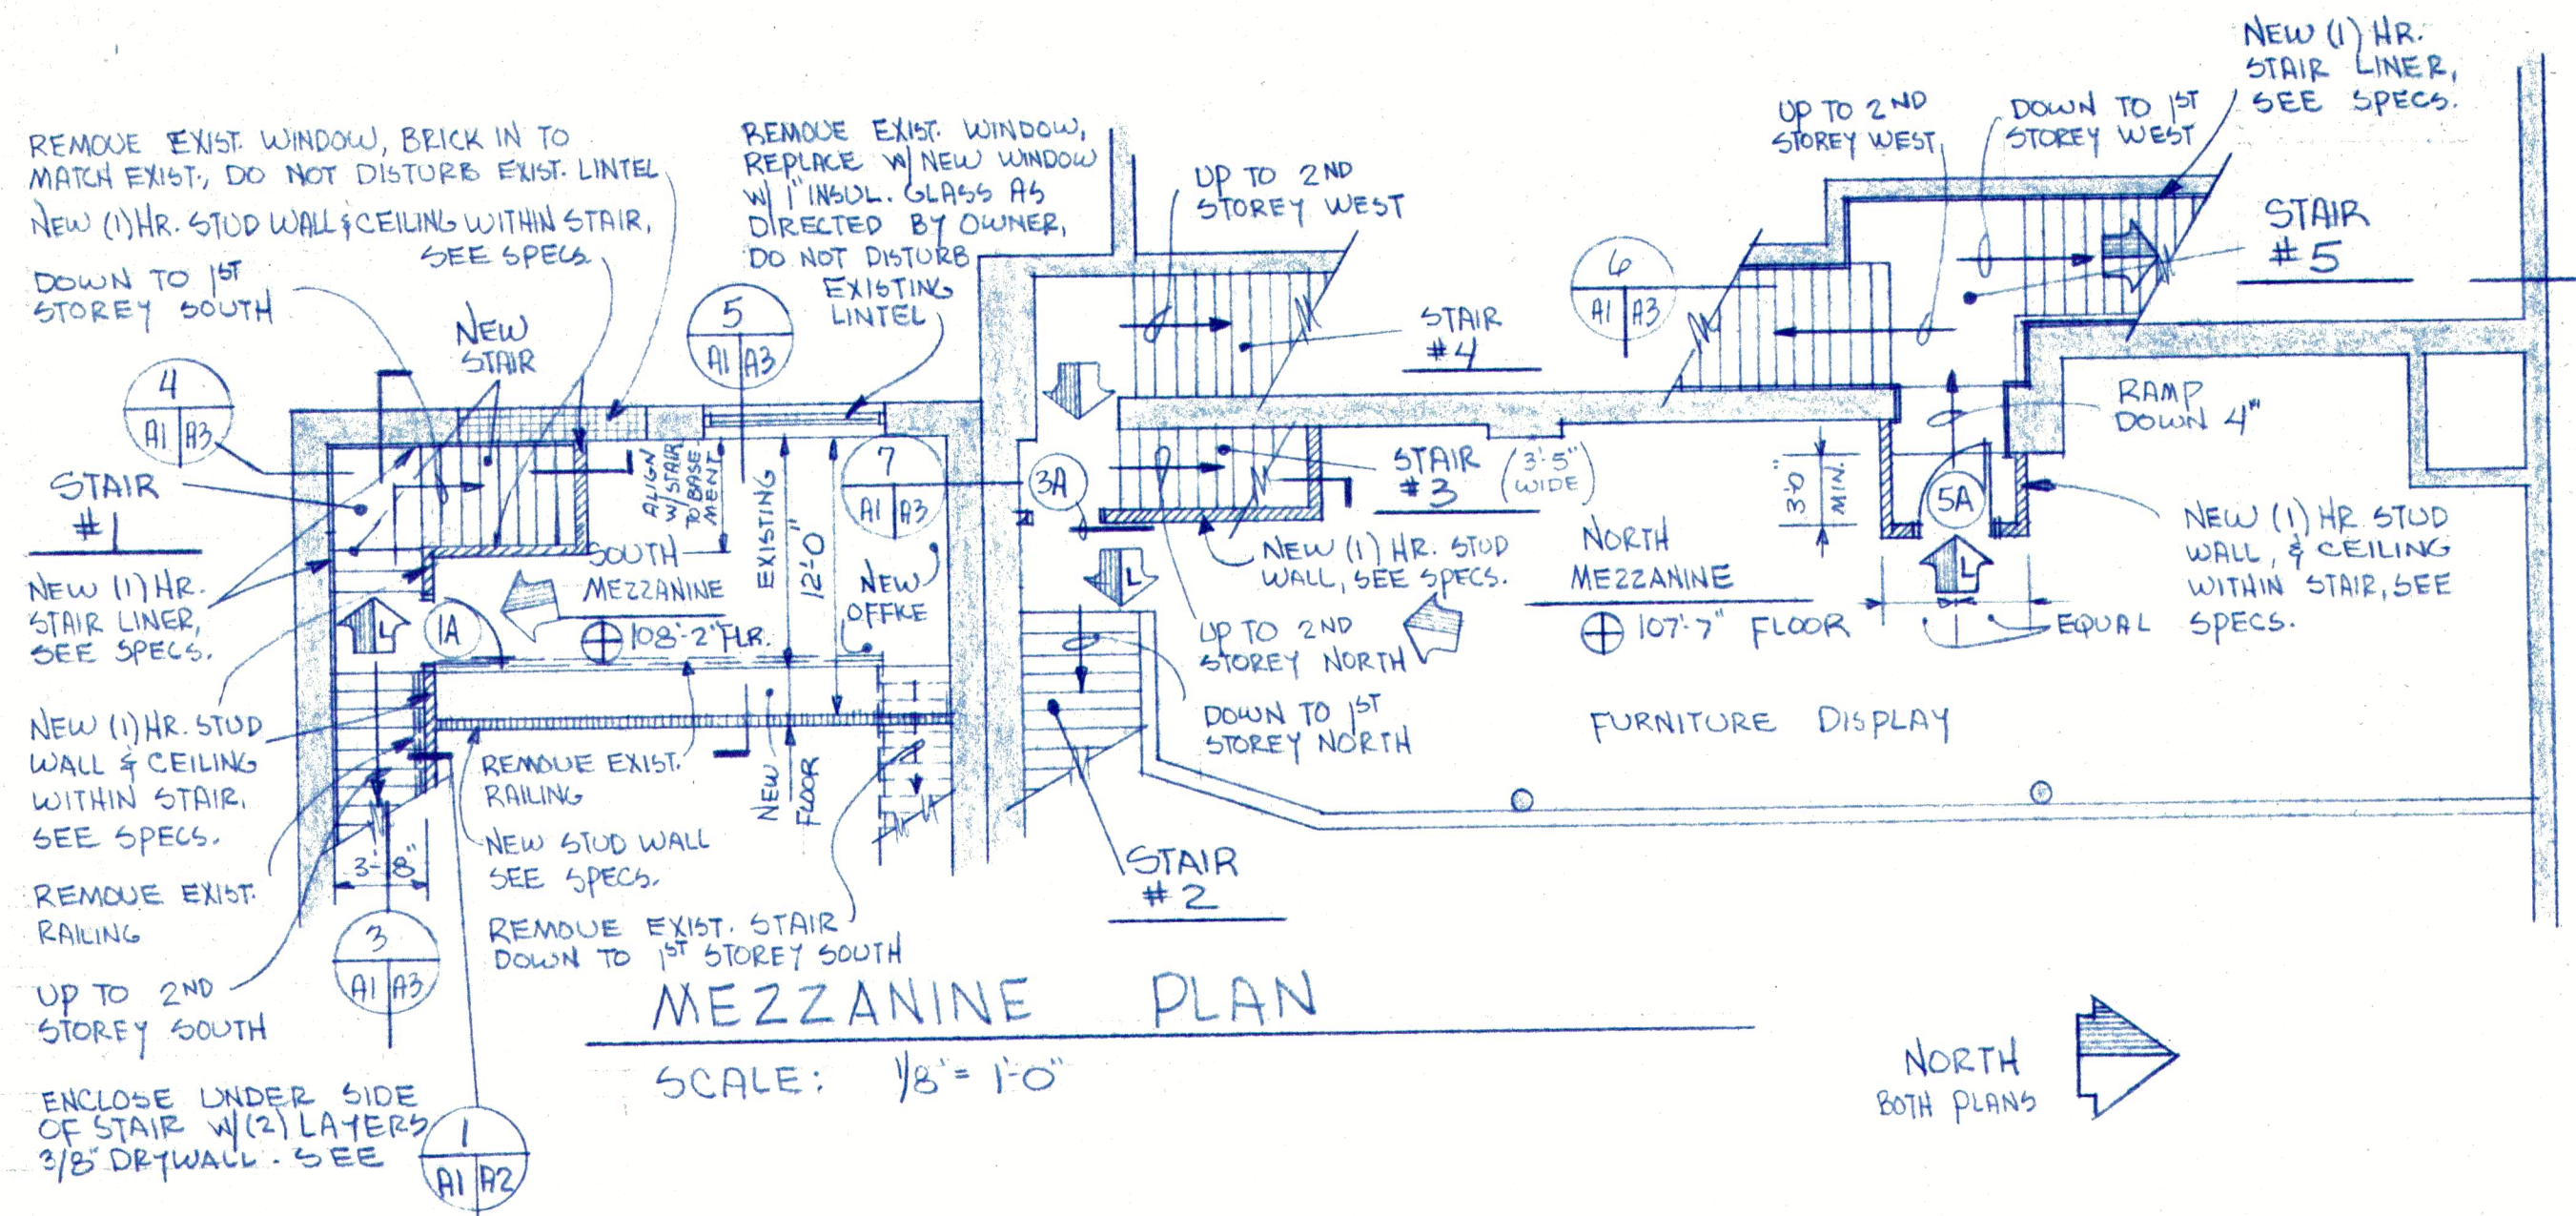 REMOVE EXIST. WINDOW, BRICK IN TO
MATCH EXIST., DO NOT DISTURB EXIST. LINTEL
NEW (1) HR. STUD WALL & CEILING WITHIN STAIR,
SEE SPECS.
DOWN TO 1ST
STOREY SOUTH
NEW
STAIR
4
A1 A3
STAIR
#1
NEW (1) HR.
STAIR LINER,
SEE SPECS.
NEW (1) HR. STUD
WALL & CEILING
WITHIN STAIR.
SEE SPECS.
REMOVE EXIST.
RAILING
UP TO 2ND
STOREY SOUTH
ENCLOSE UNDER SIDE
OF STAIR W/(2) LAYERS
3/8" DRYWALL. SEE
1
A1 A2
3
A1 A3
3'-8"
L
1A
REMOVE EXIST. WINDOW,
REPLACE W/ NEW WINDOW
W/ 1" INSUL. GLASS AS
DIRECTED BY OWNER,
DO NOT DISTURB
EXISTING
LINTEL
5
A1 A3
ALIGN
W/ STAIR
TO BASE-
MENT
EXISTING
12'-0"
SOUTH
MEZZANINE
108'-2" FLR.
NEW
OFFICE
7
A1 A3
REMOVE EXIST.
RAILING
NEW
FLOOR
NEW STUD WALL
SEE SPECS.
REMOVE EXIST. STAIR
DOWN TO 1ST STOREY SOUTH
UP TO 2ND
STOREY WEST
STAIR
#4
3A
STAIR
#3
(3'-5"
WIDE)
NEW (1) HR. STUD
WALL, SEE SPECS.
L
UP TO 2ND
STOREY NORTH
DOWN TO 1ST
STOREY NORTH
STAIR
#2
6
A1 A3
UP TO 2ND
STOREY WEST
DOWN TO 1ST
STOREY WEST
NEW (1) HR.
STAIR LINER,
SEE SPECS.
STAIR
#5
RAMP
DOWN 4"
3'-0"
MIN.
5A
L
NORTH
MEZZANINE
107'-7" FLOOR
EQUAL
NEW (1) HR. STUD
WALL, & CEILING
WITHIN STAIR, SEE
SPECS.
FURNITURE DISPLAY
MEZZANINE PLAN
SCALE: 1/8" = 1'-0"
NORTH
BOTH PLANS